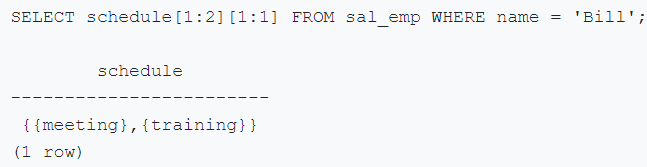 SELECT schedule[1:2][1:1] FROM sal_emp WHERE name = 'Bill';
schedule
------------------------
{{meeting},{training}}
(1 row)